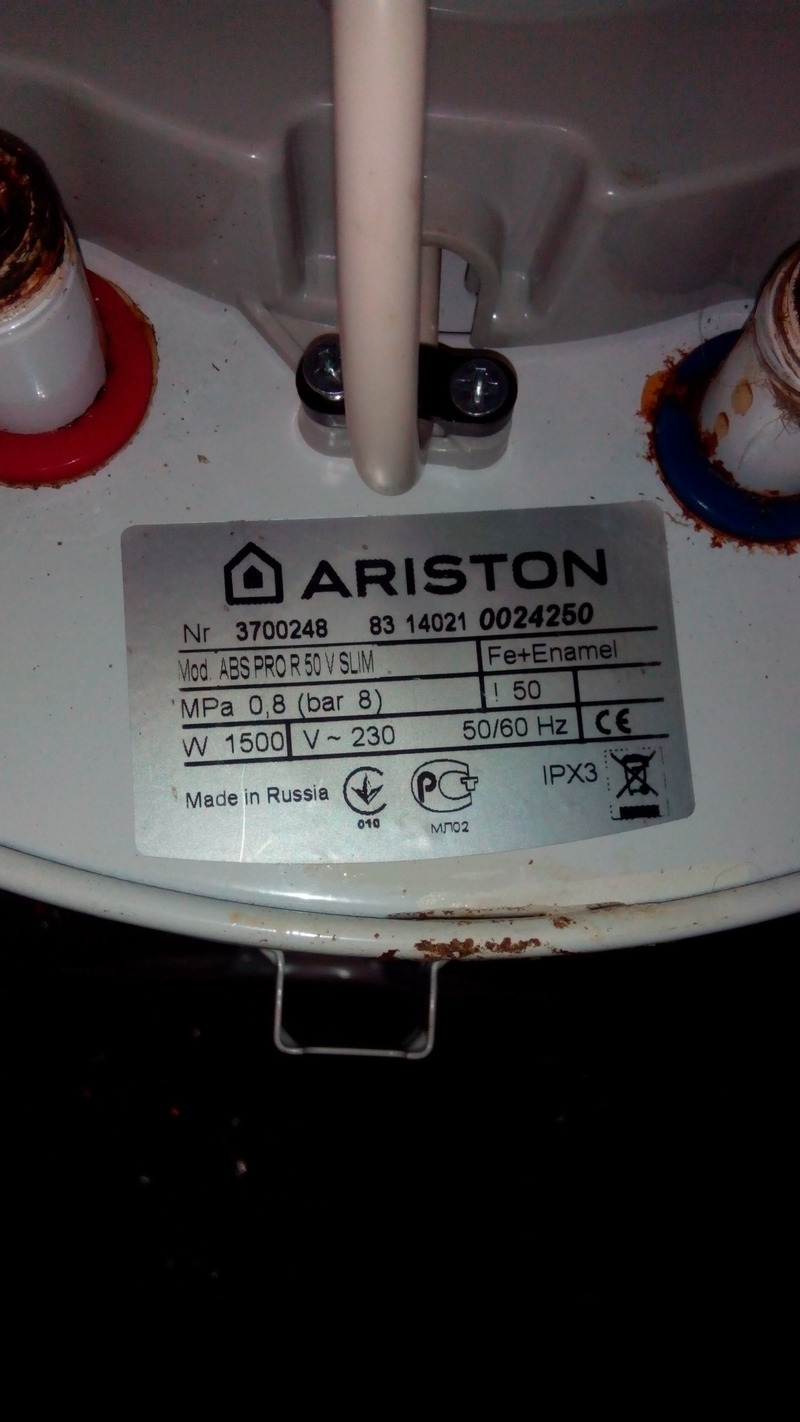 ARISTON
Nr 3700248 83 14021 0024250
Mod. ABS PRO R 50 V SLIM Fe+Enamel
MPa 0,8 (bar 8) ! 50
W 1500 V ~ 230 50/60 Hz CE
Made in Russia 010 РСТ МЛ02 IPX3